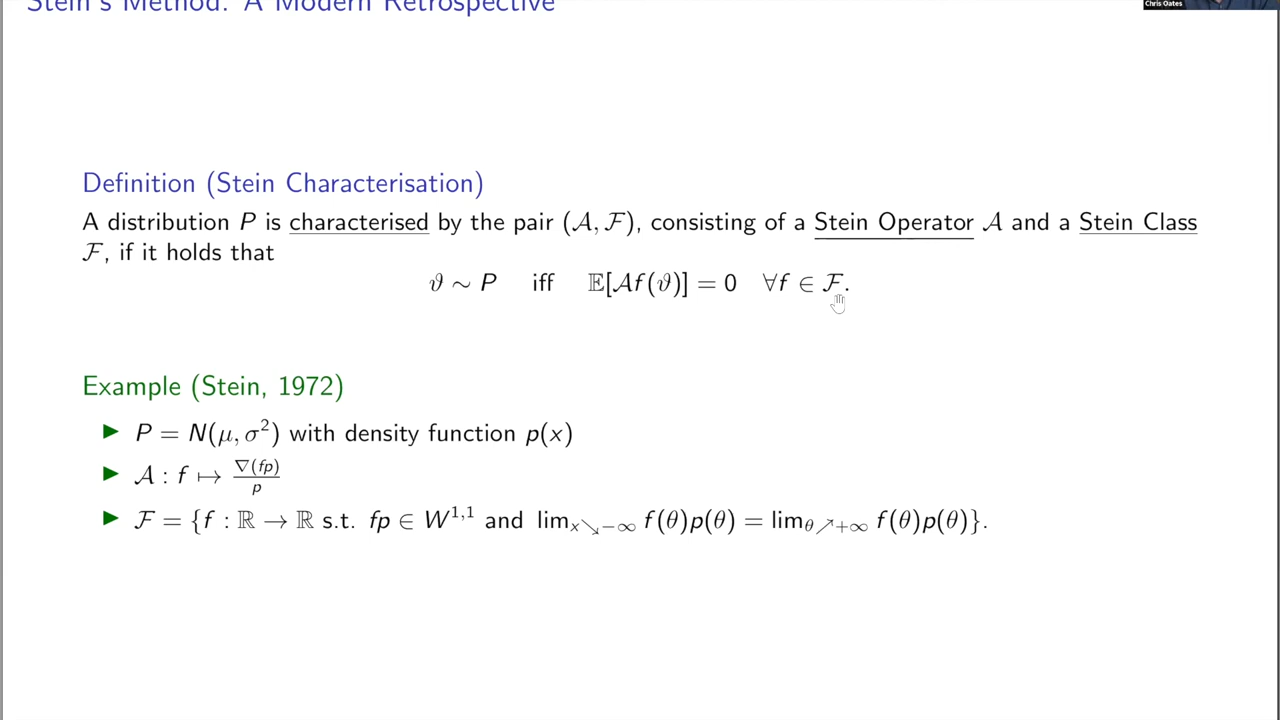 Stein's Method: A Modern Retrospective
Chris Oates
Definition (Stein Characterisation)
A distribution P is characterised by the pair (𝒜, ℱ), consisting of a Stein Operator 𝒜 and a Stein Class
ℱ, if it holds that
ϑ ∼ P iff 𝔼[𝒜f(ϑ)] = 0 ∀f ∈ ℱ.
Example (Stein, 1972)
▶ P = N(μ, σ²) with density function p(x)
▶ 𝒜 : f ↦ ∇(fp)/p
▶ ℱ = {f : ℝ → ℝ s.t. fp ∈ W^{1,1} and lim_{x↘−∞} f(θ)p(θ) = lim_{θ↗+∞} f(θ)p(θ)}.